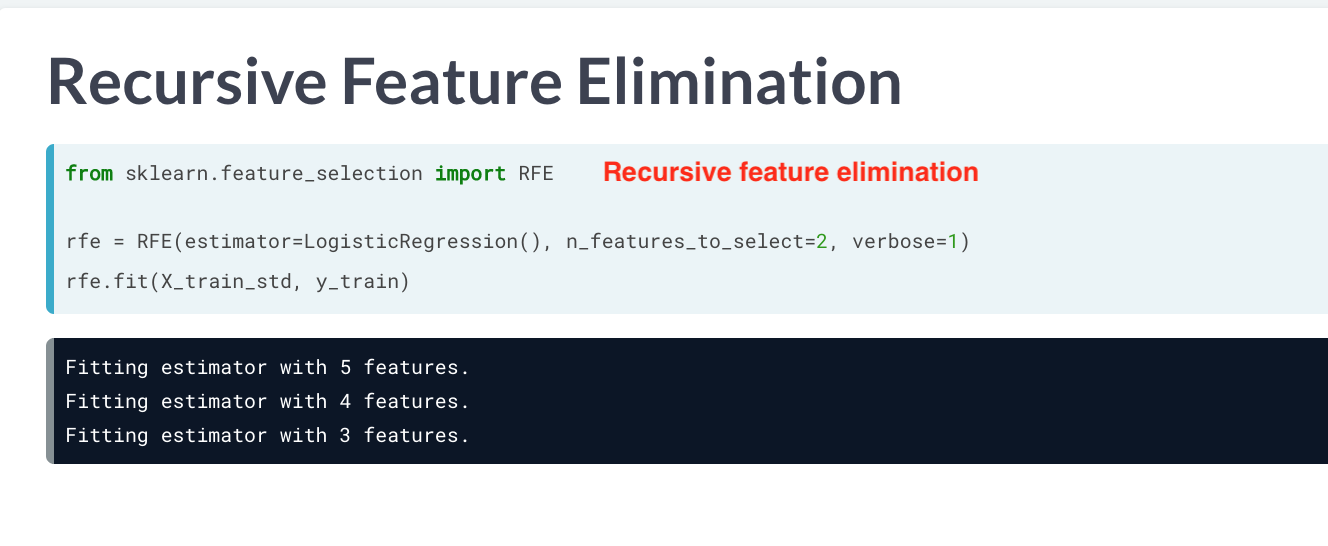 Recursive Feature Elimination
from sklearn.feature_selection import RFE Recursive feature elimination
rfe = RFE(estimator=LogisticRegression(), n_features_to_select=2, verbose=1)
rfe.fit(X_train_std, y_train)
Fitting estimator with 5 features.
Fitting estimator with 4 features.
Fitting estimator with 3 features.